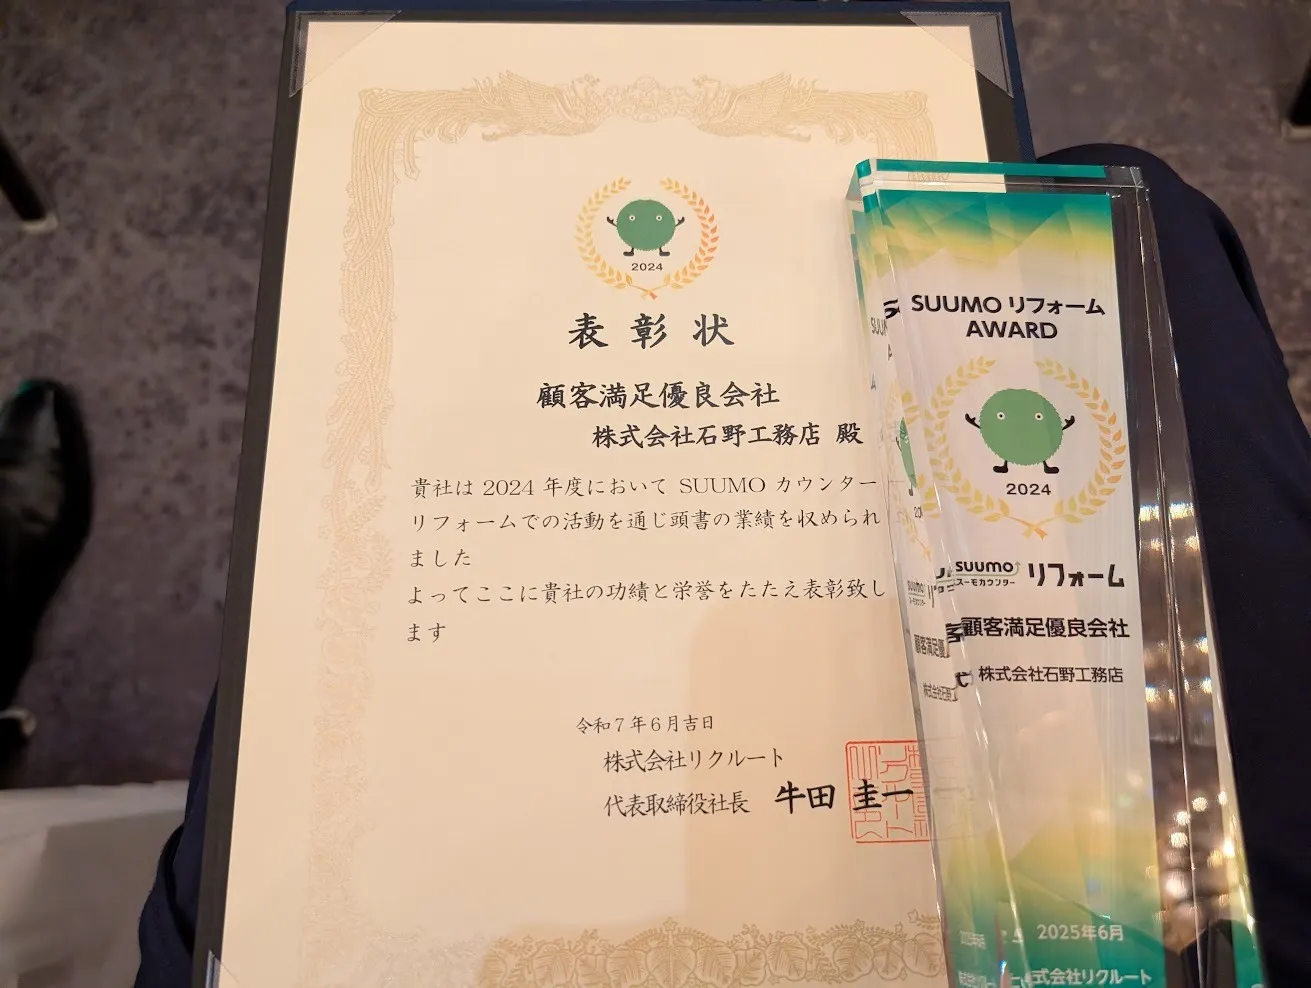 2024
表彰状
顧客満足優良会社
株式会社石野工務店 殿
貴社は 2024 年度において SUUMO カウンター
リフォームでの活動を通じ頭書の業績を収められ
ました
よってここに貴社の功績と栄誉をたたえ表彰致し
ます
令和7年6月吉日
株式会社リクルート
代表取締役社長 牛田 圭一
SUUMO リフォーム
AWARD
2024
suumo
スーモカウンター リフォーム
顧客満足優良会社
株式会社石野工務店
2025年6月
式会社リクルート